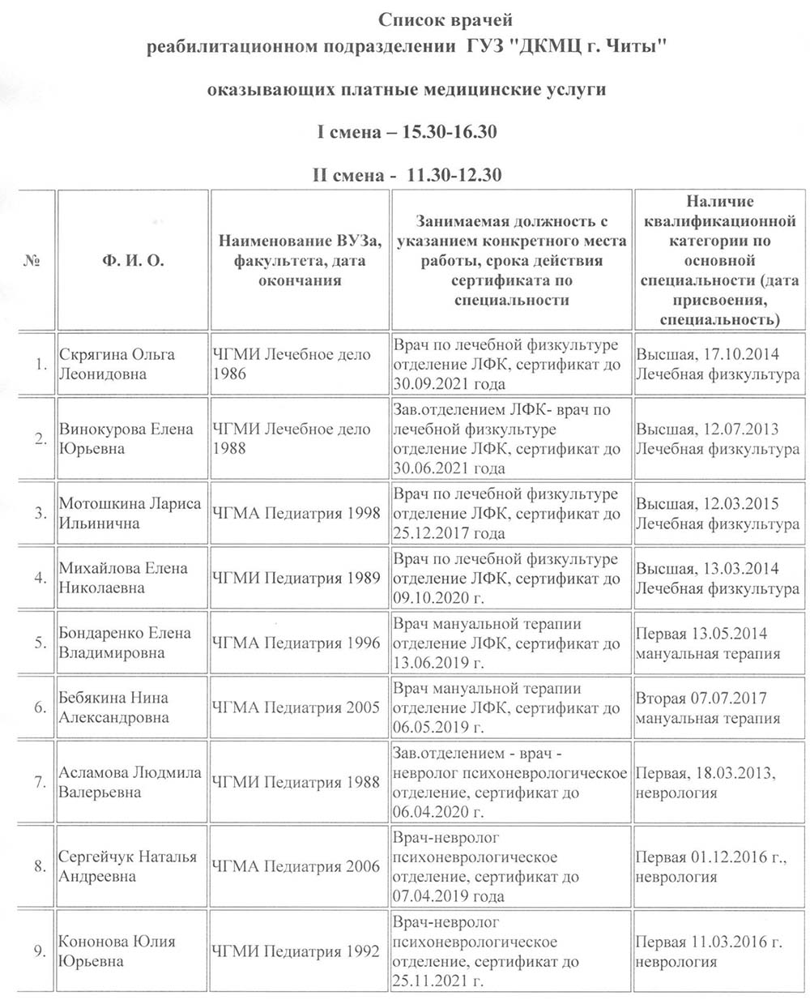 Список врачей
реабилитационном подразделении ГУЗ "ДКМЦ г. Читы"
оказывающих платные медицинские услуги
I смена – 15.30-16.30
II смена - 11.30-12.30
№
Ф. И. О.
Наименование ВУЗа,
факультета, дата
окончания
Занимаемая должность с
указанием конкретного места
работы, срока действия
сертификата по
специальности
Наличие
квалификационной
категории по
основной
специальности (дата
присвоения,
специальность)
1.
Скрягина Ольга
Леонидовна
ЧГМИ Лечебное дело
1986
Врач по лечебной физкультуре
отделение ЛФК, сертификат до
30.09.2021 года
Высшая, 17.10.2014
Лечебная физкультура
2.
Винокурова Елена
Юрьевна
ЧГМИ Лечебное дело
1988
Зав.отделением ЛФК- врач по
лечебной физкультуре
отделение ЛФК, сертификат до
30.06.2021 года
Высшая, 12.07.2013
Лечебная физкультура
3.
Мотошкина Лариса
Ильинична
ЧГМА Педиатрия 1998
Врач по лечебной физкультуре
отделение ЛФК, сертификат до
25.12.2017 года
Высшая, 12.03.2015
Лечебная физкультура
4.
Михайлова Елена
Николаевна
ЧГМИ Педиатрия 1989
Врач по лечебной физкультуре
отделение ЛФК, сертификат до
09.10.2020 г.
Высшая, 13.03.2014
Лечебная физкультура
5.
Бондаренко Елена
Владимировна
ЧГМА Педиатрия 1996
Врач мануальной терапии
отделение ЛФК, сертификат до
13.06.2019 г.
Первая 13.05.2014
мануальная терапия
6.
Бебякина Нина
Александровна
ЧГМА Педиатрия 2005
Врач мануальной терапии
отделение ЛФК, сертификат до
06.05.2019 г.
Вторая 07.07.2017
мануальная терапия
7.
Асламова Людмила
Валерьевна
ЧГМИ Педиатрия 1988
Зав.отделением - врач -
невролог психоневрологическое
отделение, сертификат до
06.04.2020 г.
Первая, 18.03.2013,
неврология
8.
Сергейчук Наталья
Андреевна
ЧГМА Педиатрия 2006
Врач-невролог
психоневрологическое
отделение, сертификат до
07.04.2019 года
Первая 01.12.2016 г.,
неврология
9.
Кононова Юлия
Юрьевна
ЧГМИ Педиатрия 1992
Врач-невролог
психоневрологическое
отделение, сертификат до
25.11.2021 г.
Первая 11.03.2016 г.
неврология